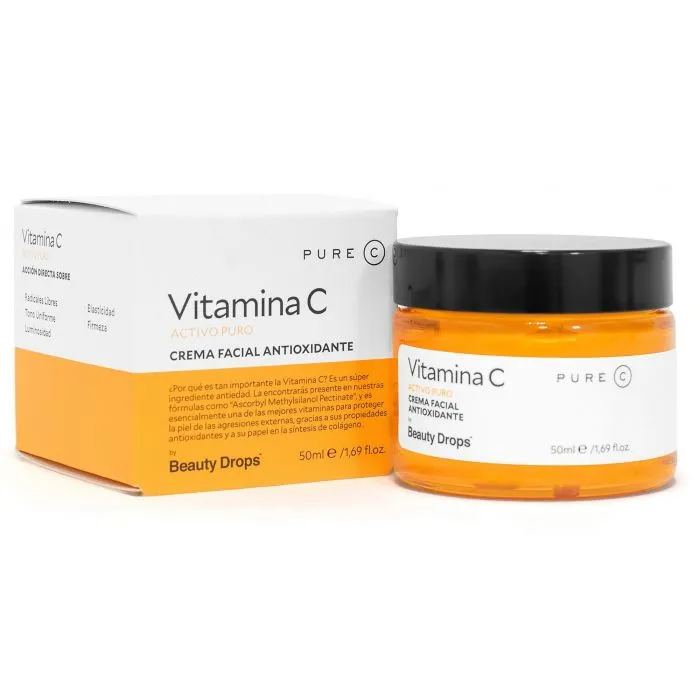 Vitamina C
ACTIVO PURO
ACCIÓN DIRECTA SOBRE
Radicales Libres
Tono Uniforme
Luminosidad
· Elasticidad
Firmeza
PURE C
Vitamina C
ACTIVO PURO
CREMA FACIAL ANTIOXIDANTE
¿Por qué es tan importante la Vitamina C? Es un súper
ingrediente antiedad. La encontrarás presente en nuestras
fórmulas como "Ascorbyl Methylsilanol Pectinate", y es
esencialmente una de las mejores vitaminas para proteger
la piel de las agresiones externas, gracias a sus propiedades
antioxidantes y a su papel en la síntesis de colágeno.
by
Beauty Drops™
50ml e /1,69 fl.oz.
Vitamina C
PURE C
ACTIVO PURO
CREMA FACIAL
ANTIOXIDANTE
by
Beauty Drops™
50ml e /1,69 fl.oz.